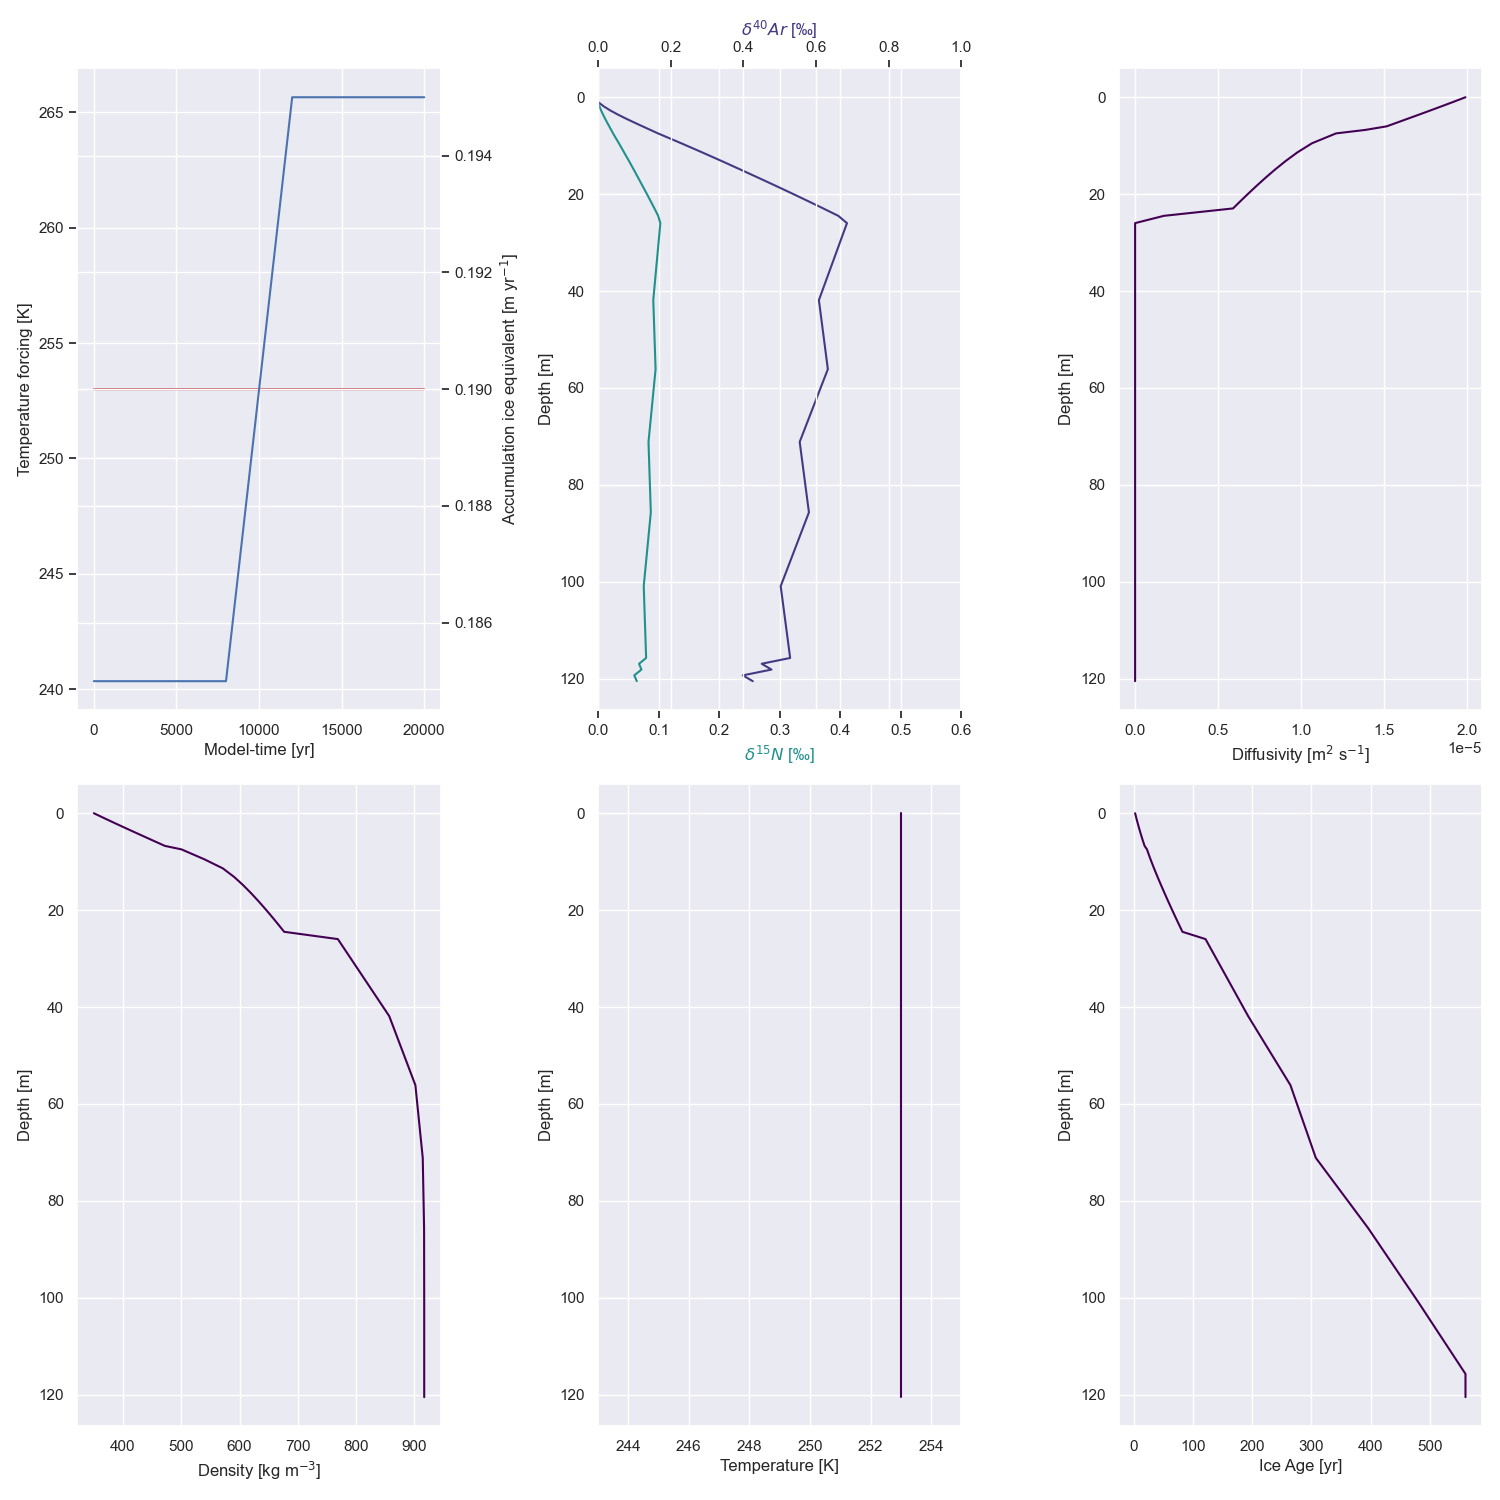 δ⁴⁰Ar [‰]
0.0 0.2 0.4 0.6 0.8 1.0
Temperature forcing [K]
265
260
255
250
245
240
0 5000 10000 15000 20000
Model-time [yr]
0.194
0.192
0.190
0.188
0.186
Accumulation ice equivalent [m yr⁻¹]
Depth [m]
0
20
40
60
80
100
120
0.0 0.1 0.2 0.3 0.4 0.5 0.6
δ¹⁵N [‰]
Depth [m]
0
20
40
60
80
100
120
0.0 0.5 1.0 1.5 2.0
1e−5
Diffusivity [m² s⁻¹]
Depth [m]
0
20
40
60
80
100
120
400 500 600 700 800 900
Density [kg m⁻³]
Depth [m]
0
20
40
60
80
100
120
244 246 248 250 252 254
Temperature [K]
Depth [m]
0
20
40
60
80
100
120
0 100 200 300 400 500
Ice Age [yr]